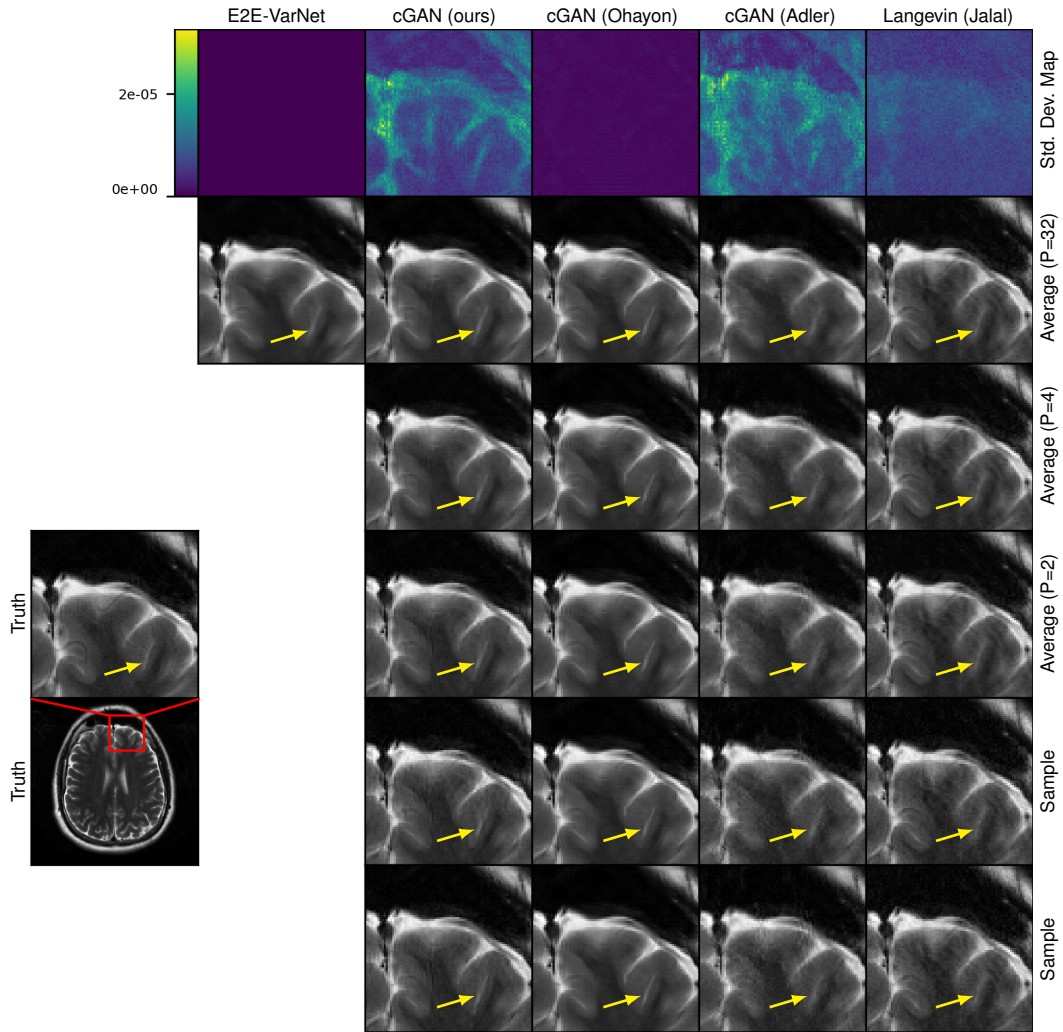 E2E-VarNet
cGAN (ours)
cGAN (Ohayon)
cGAN (Adler)
Langevin (Jalal)
2e-05
0e+00
Std. Dev. Map
Average (P=32)
Average (P=4)
Truth
Average (P=2)
Truth
Sample
Sample